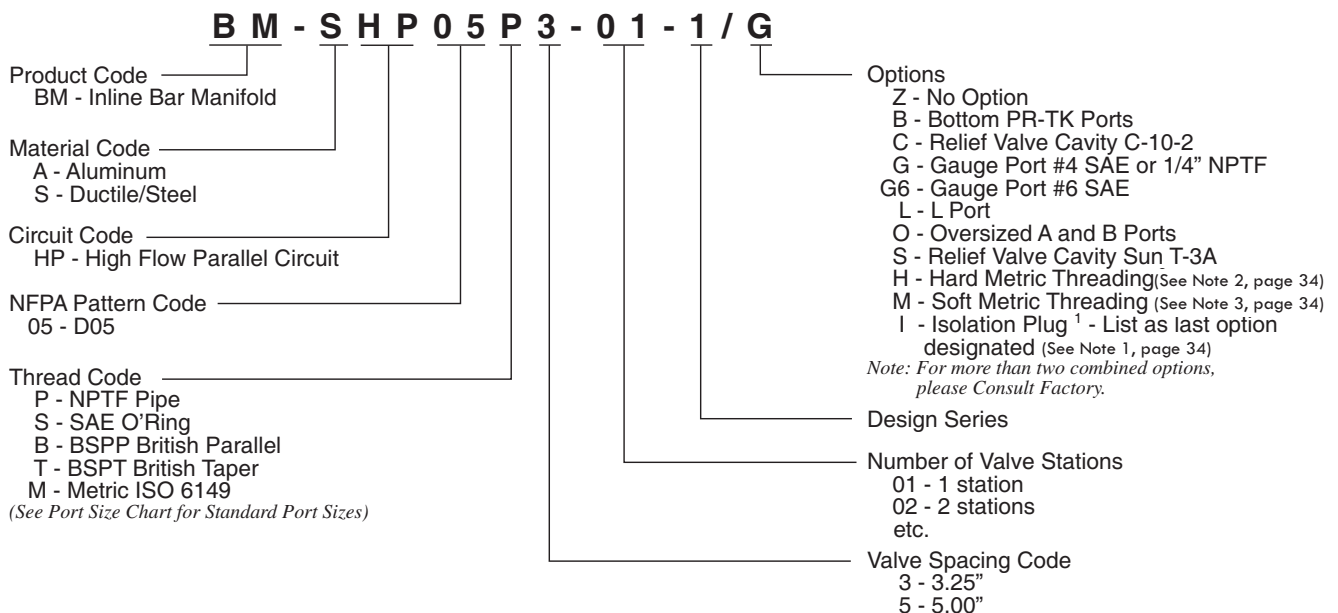 BM-SHP05P3-01-1/G
Product Code
BM - Inline Bar Manifold
Material Code
A - Aluminum
S - Ductile/Steel
Circuit Code
HP - High Flow Parallel Circuit
NFPA Pattern Code
05 - D05
Thread Code
P - NPTF Pipe
S - SAE O'Ring
B - BSPP British Parallel
T - BSPT British Taper
M - Metric ISO 6149
(See Port Size Chart for Standard Port Sizes)
Options
Z - No Option
B - Bottom PR-TK Ports
C - Relief Valve Cavity C-10-2
G - Gauge Port #4 SAE or 1/4" NPTF
G6 - Gauge Port #6 SAE
L - L Port
O - Oversized A and B Ports
S - Relief Valve Cavity Sun T-3A
H - Hard Metric Threading(See Note 2, page 34)
M - Soft Metric Threading (See Note 3, page 34)
I - Isolation Plug 1 - List as last option
designated (See Note 1, page 34)
Note: For more than two combined options,
please Consult Factory.
Design Series
Number of Valve Stations
01 - 1 station
02 - 2 stations
etc.
Valve Spacing Code
3 - 3.25"
5 - 5.00"